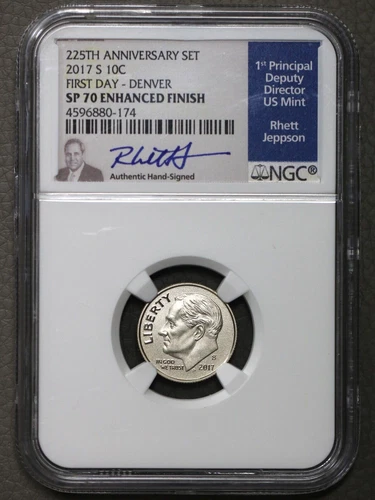 225TH ANNIVERSARY SET
2017 S 10C
FIRST DAY - DENVER
SP 70 ENHANCED FINISH
4596880-174
Rhett
Authentic Hand-Signed
1st Principal
Deputy
Director
US Mint
Rhett
Jeppson
NGC®
LIBERTY
IN GOD
WE TRUST
S
2017